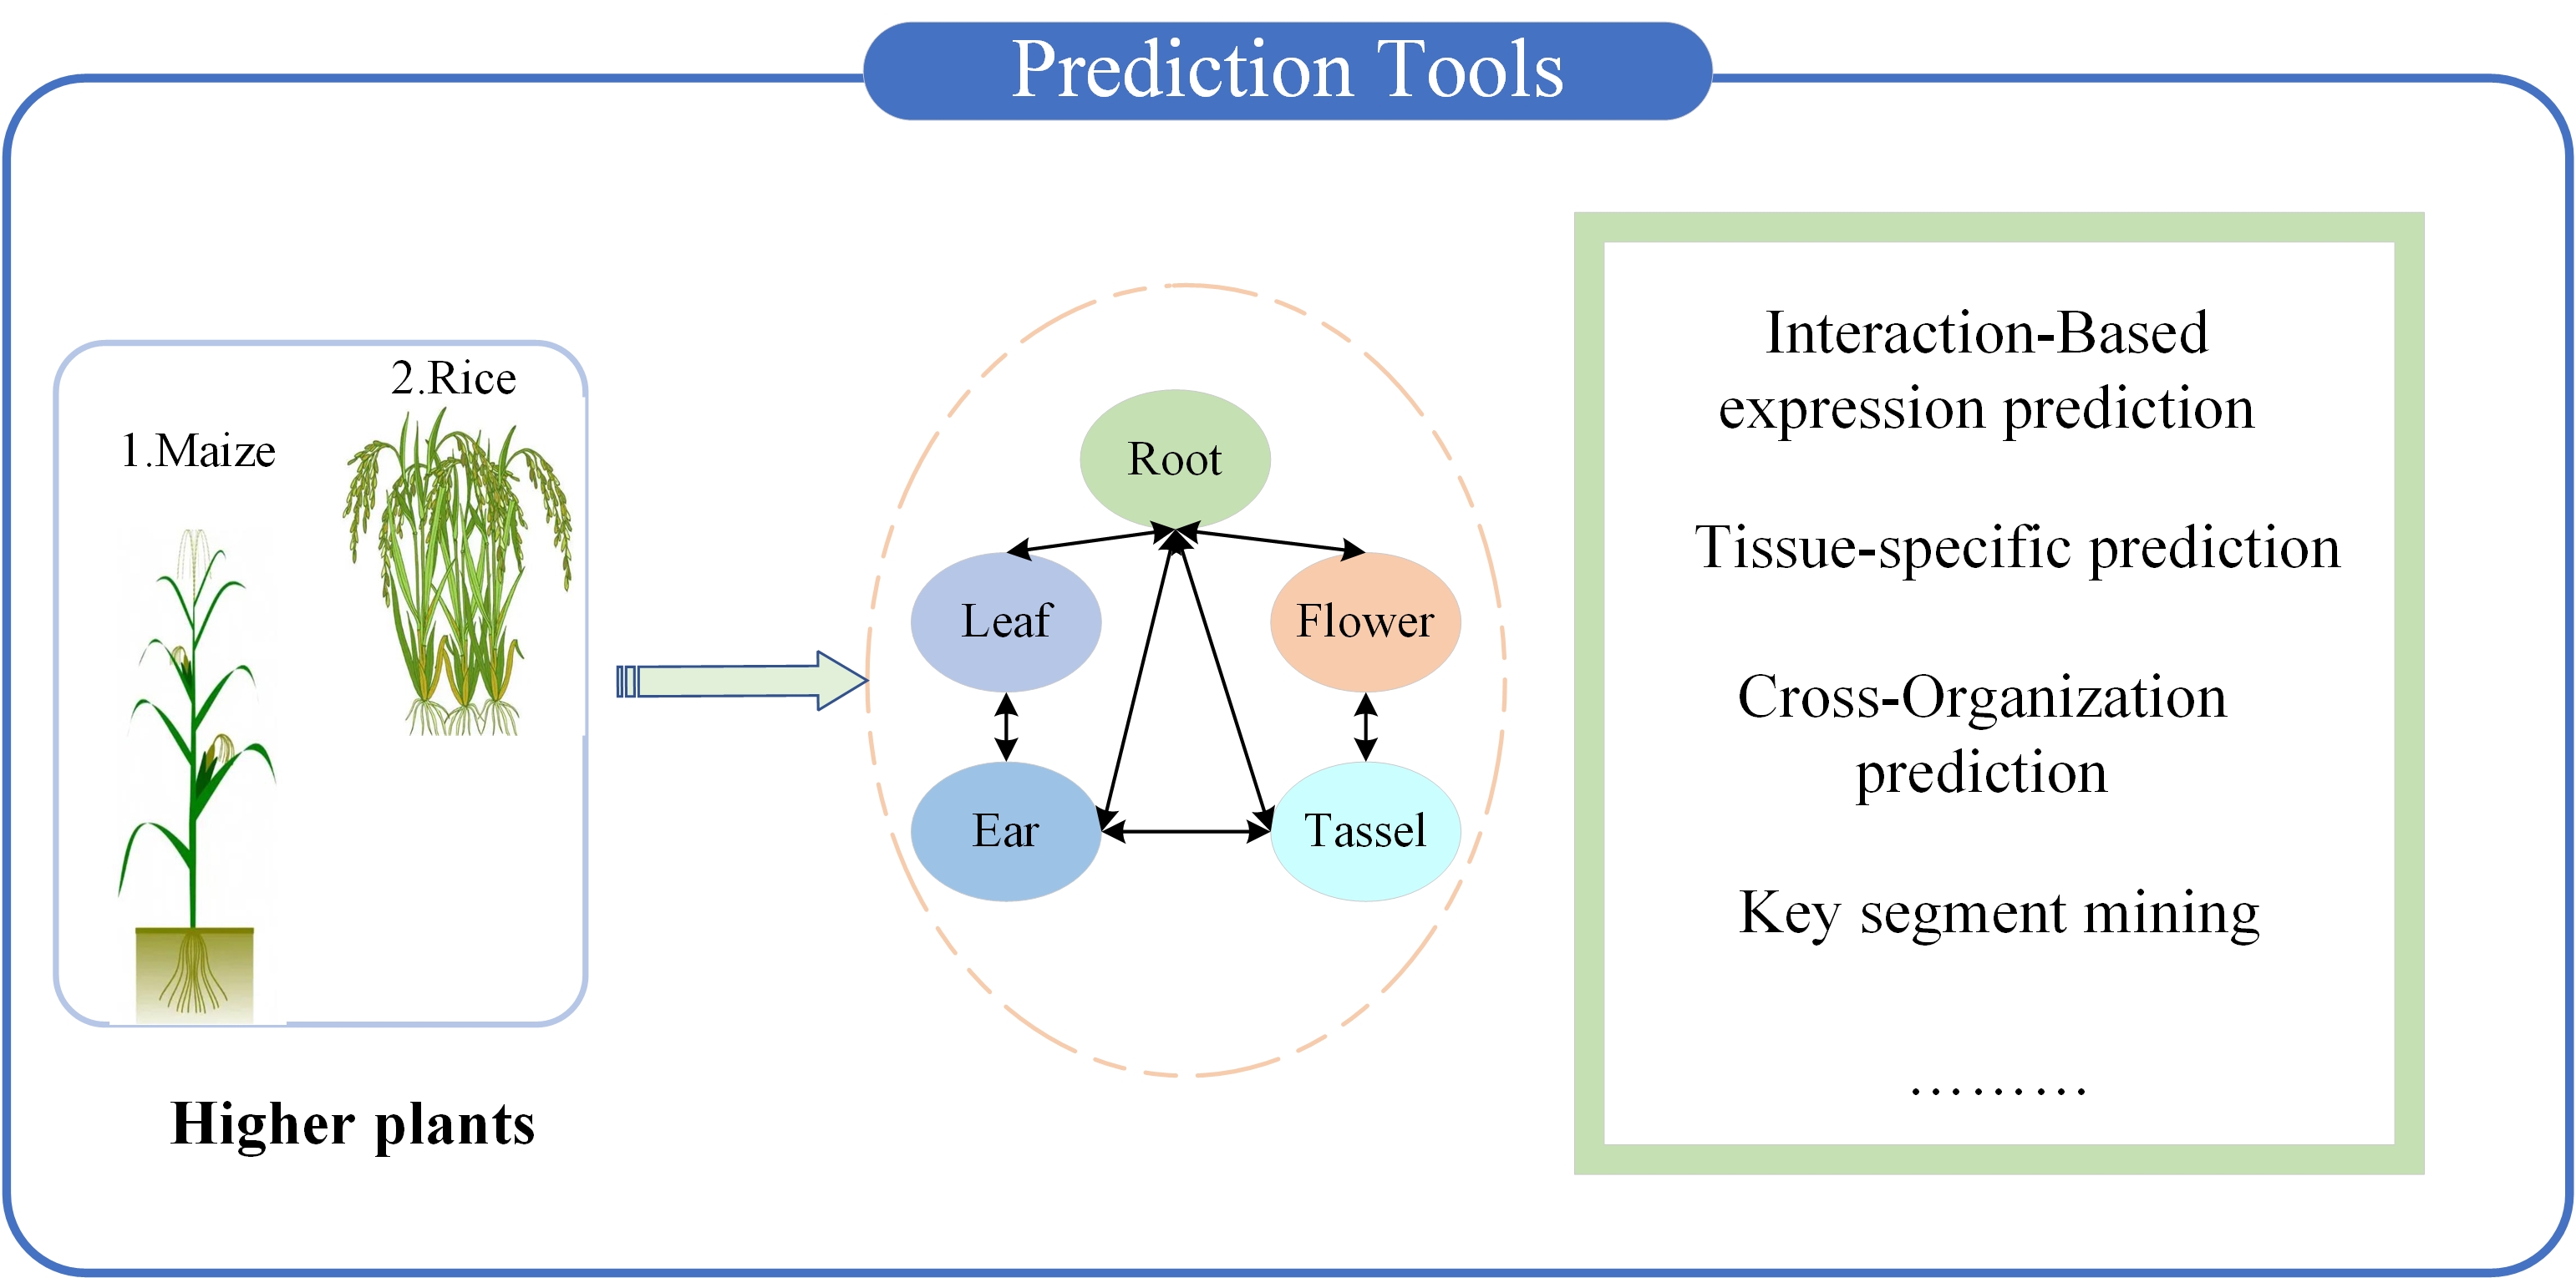 Prediction Tools
2.Rice
1.Maize
Higher plants
Root
Leaf
Flower
Ear
Tassel
Interaction-Based
expression prediction
Tissue-specific prediction
Cross-Organization
prediction
Key segment mining
………